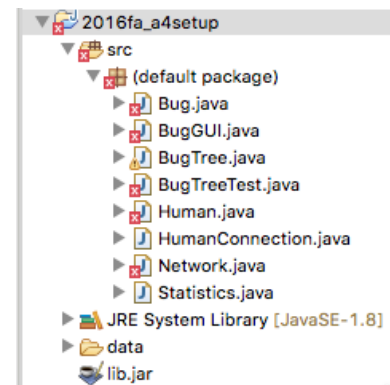 2016fa_a4setup
src
(default package)
Bug.java
BugGUI.java
BugTree.java
BugTreeTest.java
Human.java
HumanConnection.java
Network.java
Statistics.java
JRE System Library [JavaSE-1.8]
data
lib.jar